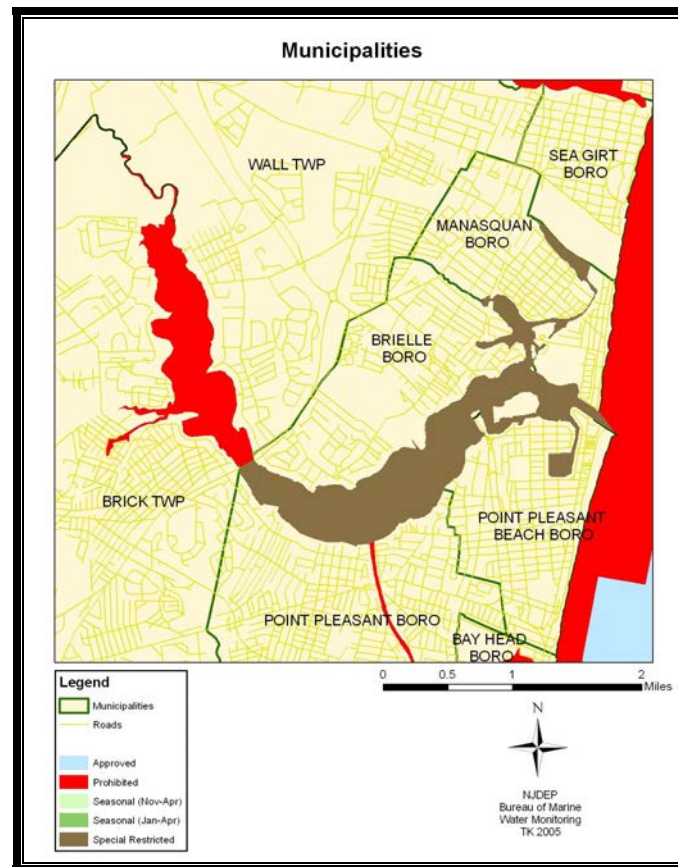 Municipalities
WALL TWP
SEA GIRT
BORO
MANASQUAN
BORO
BRIELLE
BORO
BRICK TWP
POINT PLEASANT
BEACH BORO
POINT PLEASANT BORO
BAY HEAD
BORO
Legend
Municipalities
Roads
Approved
Prohibited
Seasonal (Nov-Apr)
Seasonal (Jan-Apr)
Special Restricted
0 0.5 1 2
Miles
N
NJDEP
Bureau of Marine
Water Monitoring
TK 2005